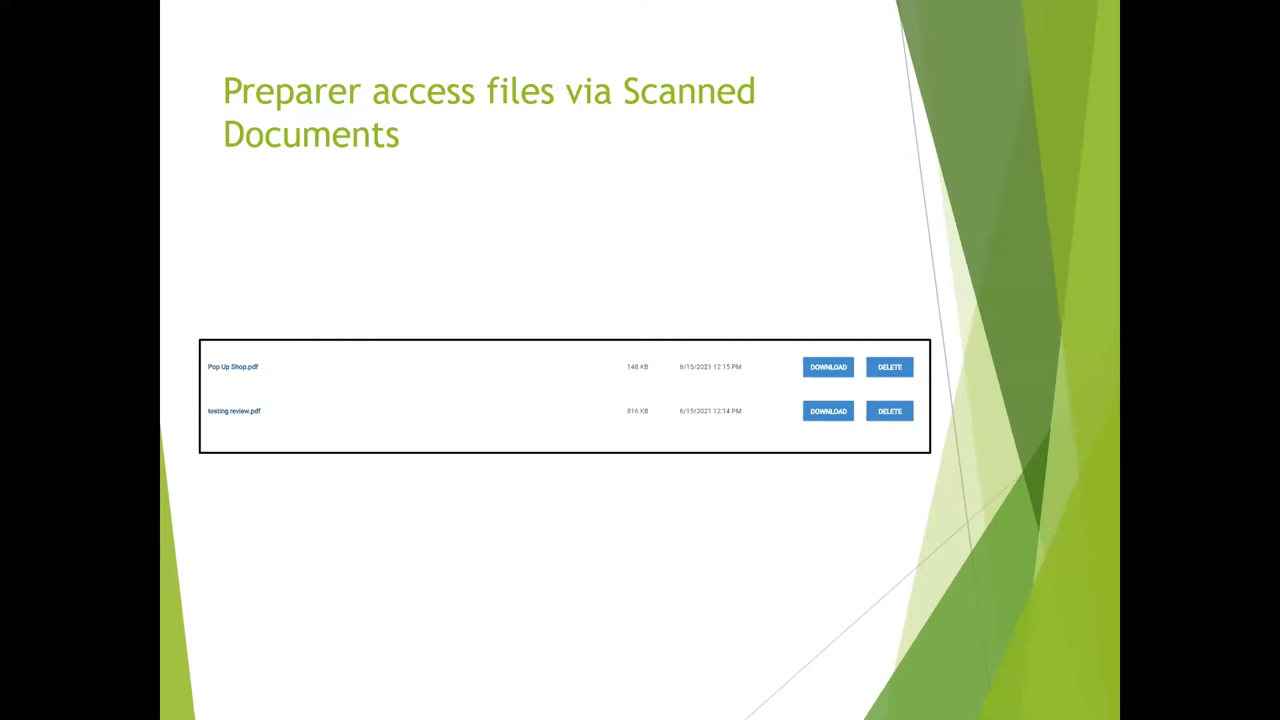 Preparer access files via Scanned
Documents
Pop Up Shop.pdf 148 KB 6/15/2021 12:15 PM DOWNLOAD DELETE
testing review.pdf 816 KB 6/15/2021 12:14 PM DOWNLOAD DELETE